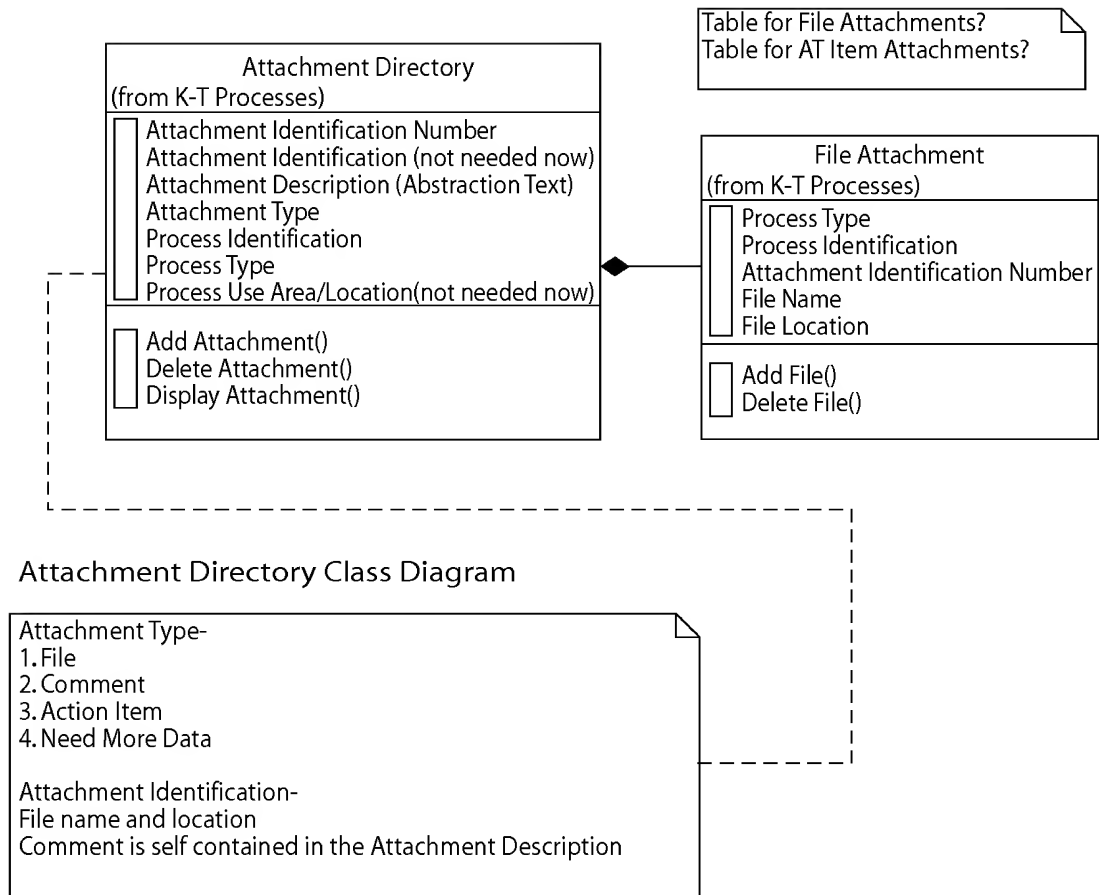 Table for File Attachments?
Table for AT Item Attachments?
Attachment Directory
(from K-T Processes)
Attachment Identification Number
Attachment Identification (not needed now)
Attachment Description (Abstraction Text)
Attachment Type
Process Identification
Process Type
Process Use Area/Location(not needed now)
Add Attachment()
Delete Attachment()
Display Attachment()
File Attachment
(from K-T Processes)
Process Type
Process Identification
Attachment Identification Number
File Name
File Location
Add File()
Delete File()
Attachment Directory Class Diagram
Attachment Type-
1. File
2. Comment
3. Action Item
4. Need More Data
Attachment Identification-
File name and location
Comment is self contained in the Attachment Description